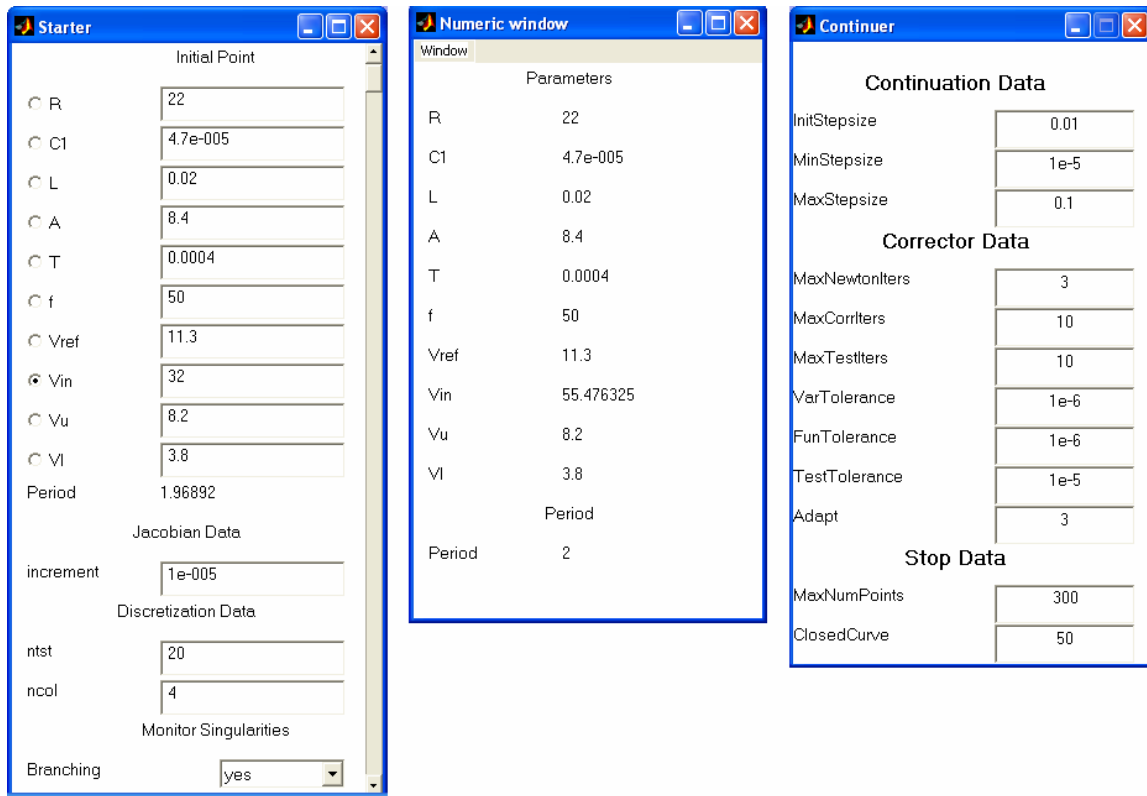 Starter
Initial Point
R 22
C1 4.7e-005
L 0.02
A 8.4
T 0.0004
f 50
Vref 11.3
Vin 32
Vu 8.2
Vl 3.8
Period 1.96892
Jacobian Data
increment 1e-005
Discretization Data
ntst 20
ncol 4
Monitor Singularities
Branching yes
Numeric window
Window
Parameters
R 22
C1 4.7e-005
L 0.02
A 8.4
T 0.0004
f 50
Vref 11.3
Vin 55.476325
Vu 8.2
Vl 3.8
Period
Period 2
Continuer
Continuation Data
InitStepsize 0.01
MinStepsize 1e-5
MaxStepsize 0.1
Corrector Data
MaxNewtonIters 3
MaxCorrIters 10
MaxTestIters 10
VarTolerance 1e-6
FunTolerance 1e-6
TestTolerance 1e-5
Adapt 3
Stop Data
MaxNumPoints 300
ClosedCurve 50